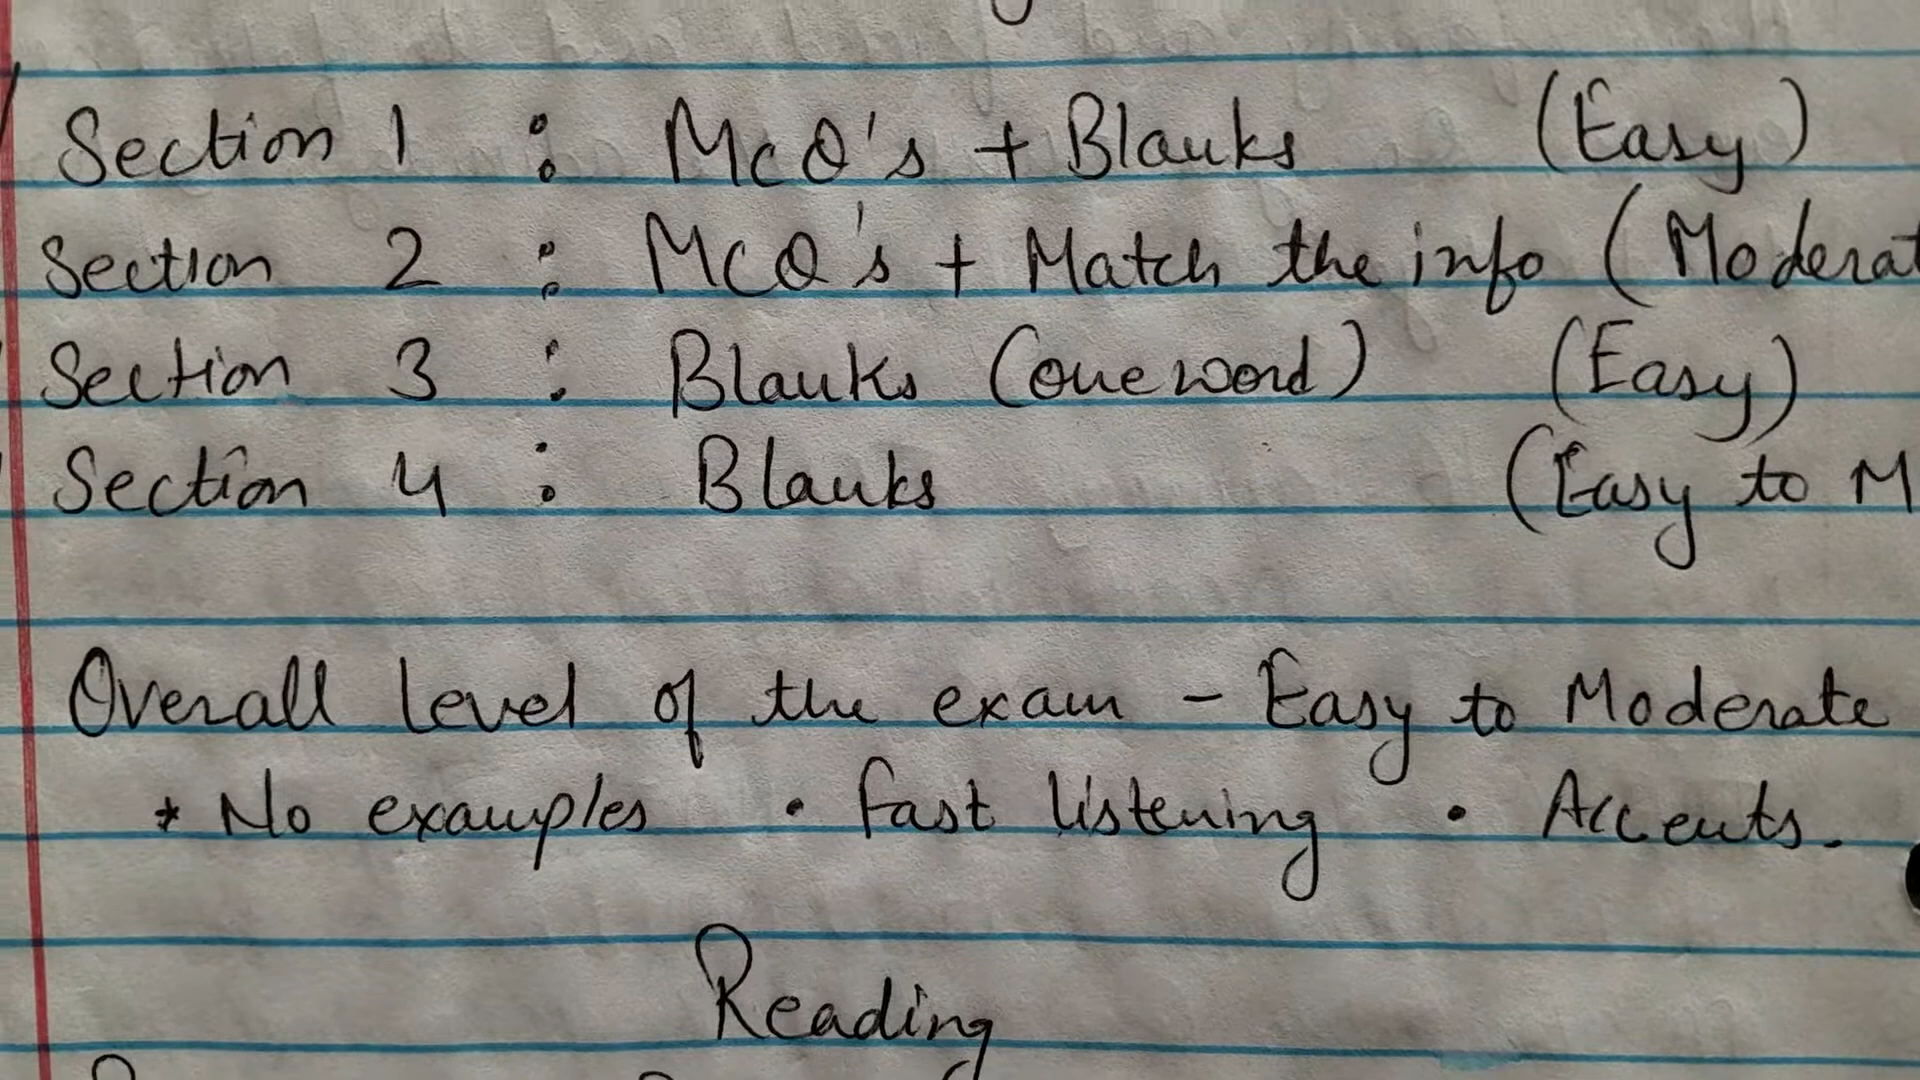 Section 1 : McQ's + Blanks (Easy)
Section 2 : MCQ's + Match the info (Moderat
Section 3 : Blanks (one word) (Easy)
Section 4 : Blanks (Easy to M
Overall level of the exam - Easy to Moderate
* No examples • fast listening • Accents.
Reading